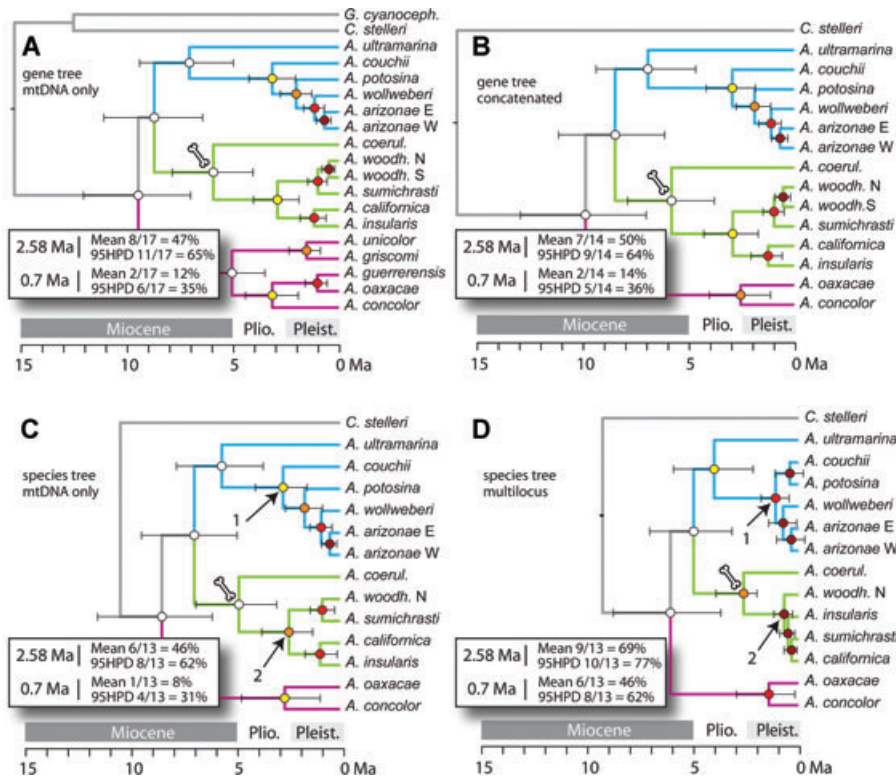 A
gene tree
mtDNA only
G. cyanoceph.
C. stelleri
A. ultramarina
A. couchii
A. potosina
A. wollweberi
A. arizonae E
A. arizonae W
A. coerul.
A. woodh. N
A. woodh. S
A. sumichrasti
A. californica
A. insularis
A. unicolor
A. griscomi
A. guerrerensis
A. oaxacae
A. concolor
2.58 Ma
Mean 8/17 = 47%
95HPD 11/17 = 65%
0.7 Ma
Mean 2/17 = 12%
95HPD 6/17 = 35%
Miocene
Plio.
Pleist.
15 10 5 0 Ma
B
gene tree
concatenated
C. stelleri
A. ultramarina
A. couchii
A. potosina
A. wollweberi
A. arizonae E
A. arizonae W
A. coerul.
A. woodh. N
A. woodh.S
A. sumichrasti
A. californica
A. insularis
A. oaxacae
A. concolor
2.58 Ma
Mean 7/14 = 50%
95HPD 9/14 = 64%
0.7 Ma
Mean 2/14 = 14%
95HPD 5/14 = 36%
Miocene
Plio.
Pleist.
15 10 5 0 Ma
C
species tree
mtDNA only
C. stelleri
A. ultramarina
A. couchii
A. potosina
A. wollweberi
A. arizonae E
A. arizonae W
A. coerul.
A. woodh. N
A. sumichrasti
A. californica
A. insularis
A. oaxacae
A. concolor
1
2
2.58 Ma
Mean 6/13 = 46%
95HPD 8/13 = 62%
0.7 Ma
Mean 1/13 = 8%
95HPD 4/13 = 31%
Miocene
Plio.
Pleist.
15 10 5 0 Ma
D
species tree
multilocus
C. stelleri
A. ultramarina
A. couchii
A. potosina
A. wollweberi
A. arizonae E
A. arizonae W
A. coerul.
A. woodh. N
A. insularis
A. sumichrasti
A. californica
A. oaxacae
A. concolor
1
2
2.58 Ma
Mean 9/13 = 69%
95HPD 10/13 = 77%
0.7 Ma
Mean 6/13 = 46%
95HPD 8/13 = 62%
Miocene
Plio.
Pleist.
15 10 5 0 Ma